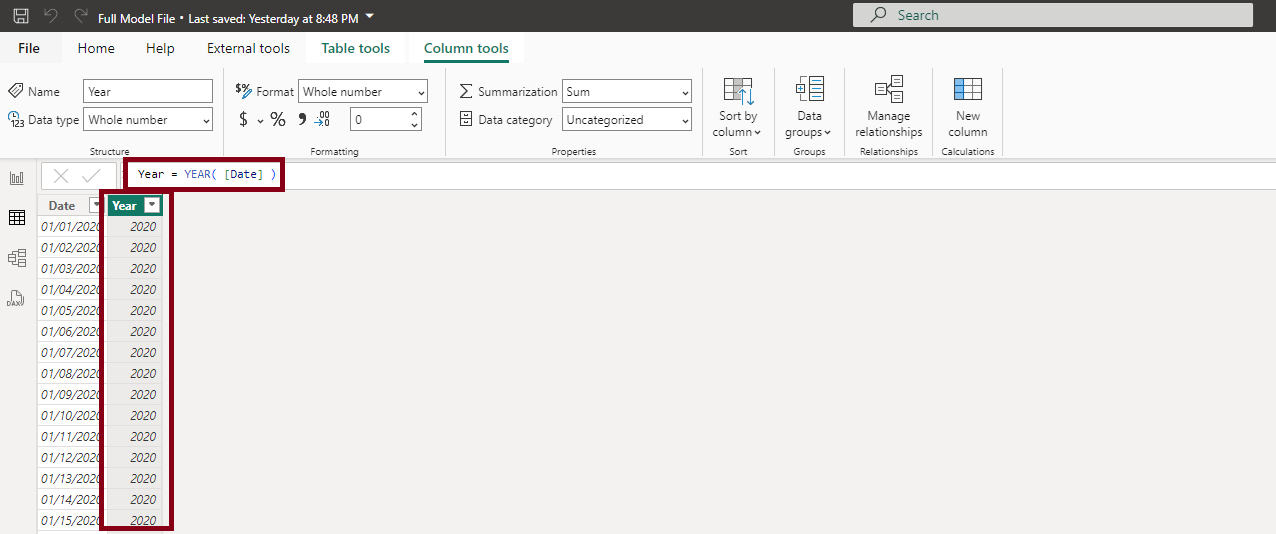 Full Model File • Last saved: Yesterday at 8:48 PM
Search
File Home Help External tools Table tools Column tools
Name Year
Data type Whole number
Structure
$% Format Whole number
$ % 9 .00 0
Formatting
Summarization Sum
Data category Uncategorized
Properties
Sort by
column
Sort
Data
groups
Groups
Manage
relationships
Relationships
New
column
Calculations
Year = YEAR( [Date] )
Date Year
01/01/2020 2020
01/02/2020 2020
01/03/2020 2020
01/04/2020 2020
01/05/2020 2020
01/06/2020 2020
01/07/2020 2020
01/08/2020 2020
01/09/2020 2020
01/10/2020 2020
01/11/2020 2020
01/12/2020 2020
01/13/2020 2020
01/14/2020 2020
01/15/2020 2020
DAX